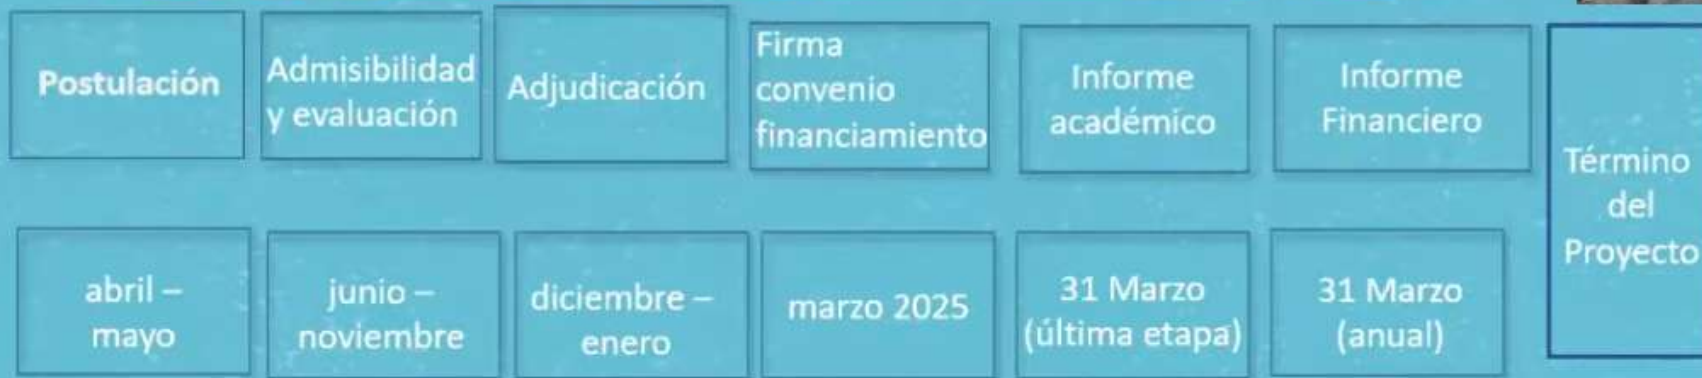 Postulación
Admisibilidad
y evaluación
Adjudicación
Firma
convenio
financiamiento
Informe
académico
Informe
Financiero
Término
del
Proyecto
abril –
mayo
junio –
noviembre
diciembre –
enero
marzo 2025
31 Marzo
(última etapa)
31 Marzo
(anual)